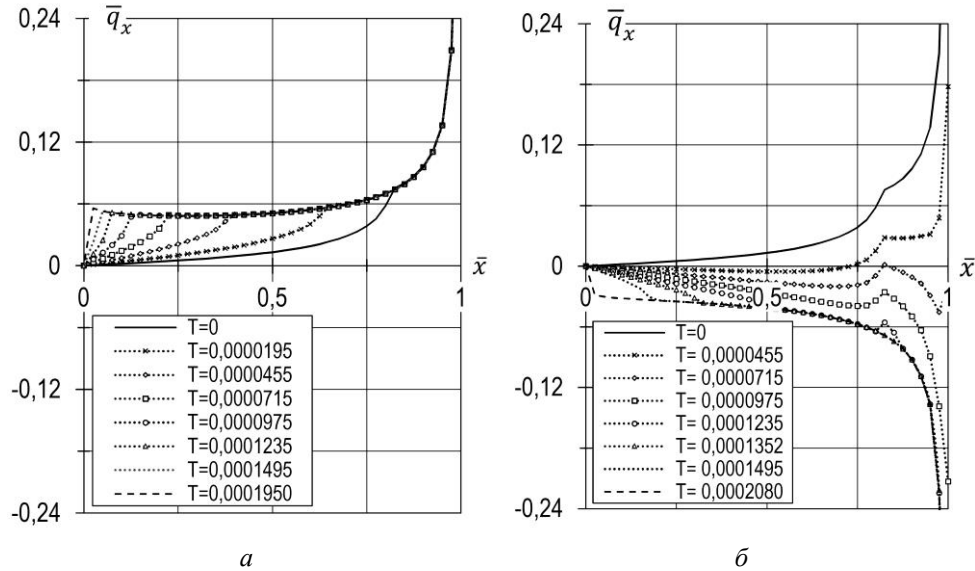 0,24
q̅ₓ
0,12
0
x̅
0
0,5
1
-0,12
-0,24
T=0
T=0,0000195
T=0,0000455
T=0,0000715
T=0,0000975
T=0,0001235
T=0,0001495
T=0,0001950
а
0,24
q̅ₓ
0,12
0
x̅
0
0,5
1
-0,12
-0,24
T=0
T= 0,0000455
T= 0,0000715
T= 0,0000975
T= 0,0001235
T= 0,0001352
T= 0,0001495
T= 0,0002080
б